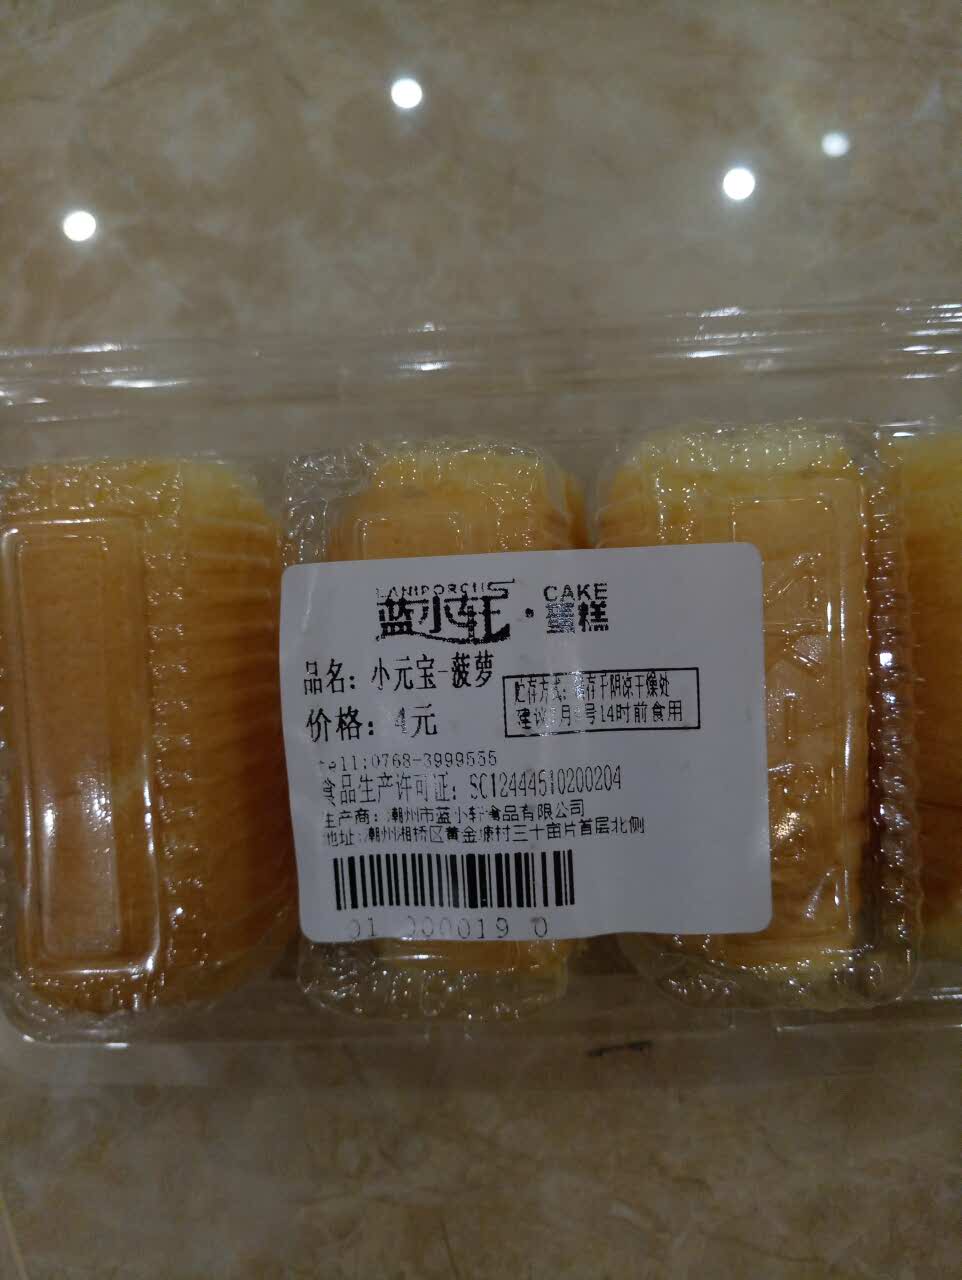 CAKE
蓝小轩·蛋糕
品名：小元宝-菠萝
价格：4元
贮存方式：存于阴凉干燥处
建议 月 号14时前食用
:0768-3999555
食品生产许可证：SC12444510200204
生产商：潮州市蓝小轩食品有限公司
地址：潮州湘桥区黄金塘村三十亩片首层北侧
01 000019 0